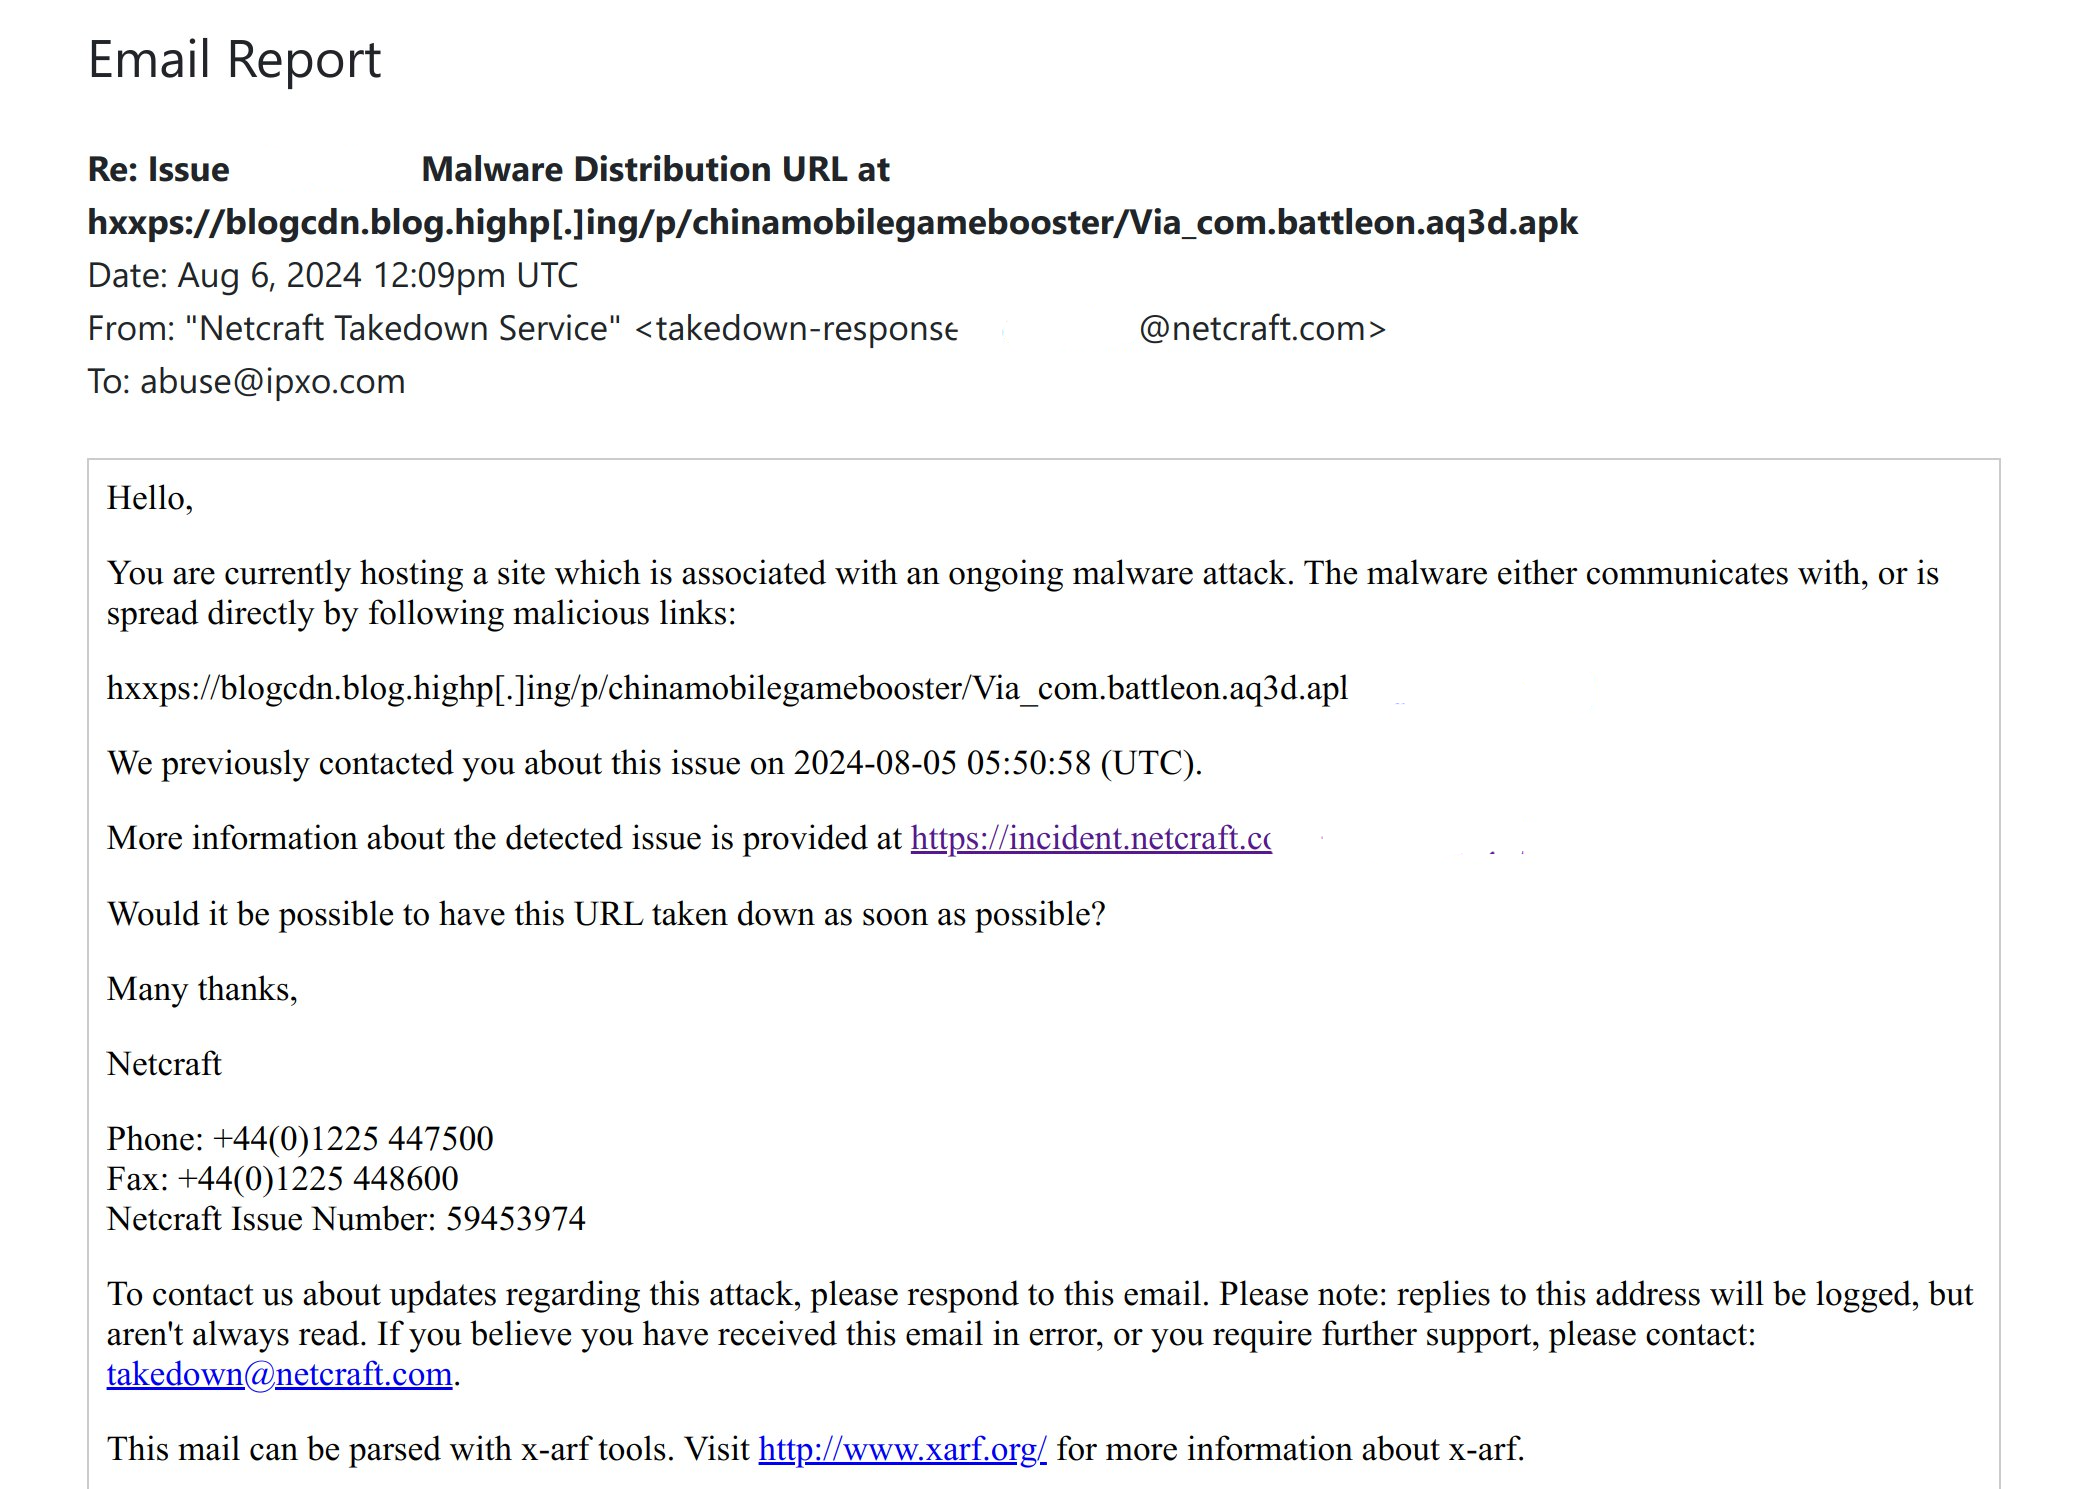 Email Report
Re: Issue Malware Distribution URL at
hxxps://blogcdn.blog.highp[.]ing/p/chinamobilegamebooster/Via_com.battleon.aq3d.apk
Date: Aug 6, 2024 12:09pm UTC
From: "Netcraft Takedown Service" <takedown-response @netcraft.com>
To: abuse@ipxo.com
Hello,
You are currently hosting a site which is associated with an ongoing malware attack. The malware either communicates with, or is
spread directly by following malicious links:
hxxps://blogcdn.blog.highp[.]ing/p/chinamobilegamebooster/Via_com.battleon.aq3d.apl
We previously contacted you about this issue on 2024-08-05 05:50:58 (UTC).
More information about the detected issue is provided at https://incident.netcraft.cc
Would it be possible to have this URL taken down as soon as possible?
Many thanks,
Netcraft
Phone: +44(0)1225 447500
Fax: +44(0)1225 448600
Netcraft Issue Number: 59453974
To contact us about updates regarding this attack, please respond to this email. Please note: replies to this address will be logged, but
aren't always read. If you believe you have received this email in error, or you require further support, please contact:
takedown@netcraft.com.
This mail can be parsed with x-arf tools. Visit http://www.xarf.org/ for more information about x-arf.